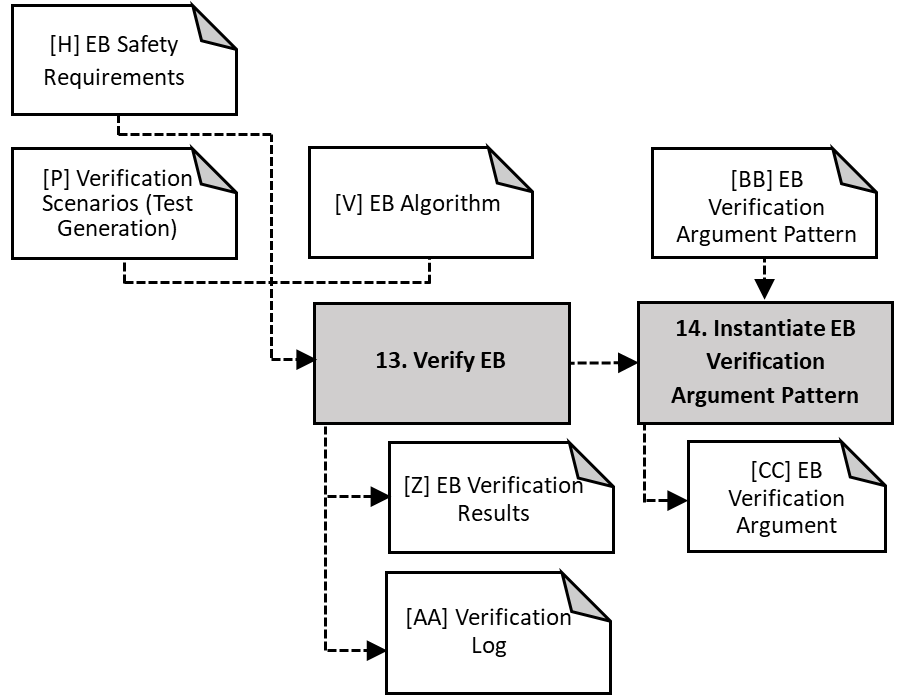 [H] EB Safety
Requirements
[P] Verification
Scenarios (Test
Generation)
[V] EB Algorithm
[BB] EB
Verification
Argument Pattern
13. Verify EB
14. Instantiate EB
Verification
Argument Pattern
[Z] EB Verification
Results
[CC] EB
Verification
Argument
[AA] Verification
Log